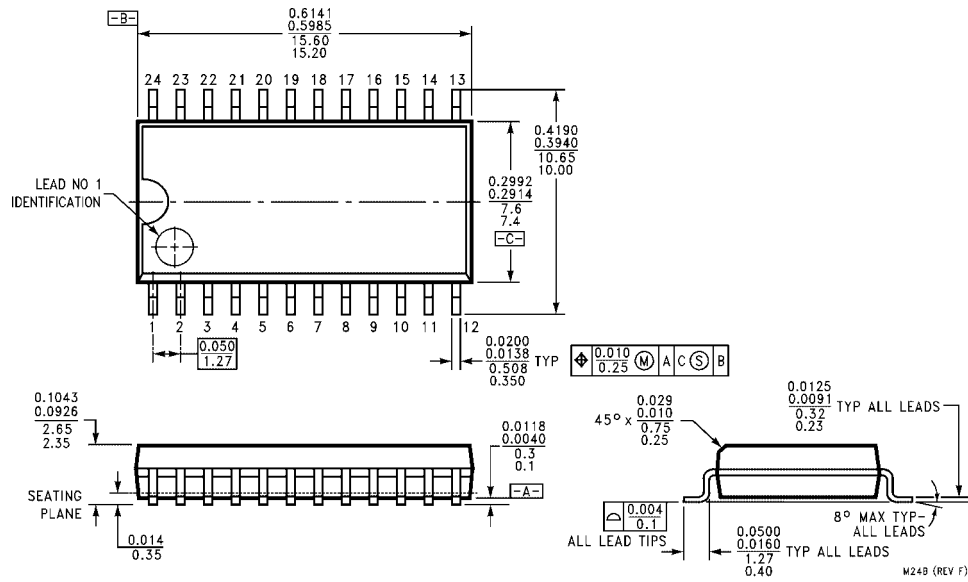 -B-
0.6141
0.5985
15.60
15.20
24 23 22 21 20 19 18 17 16 15 14 13
0.4190
0.3940
10.65
10.00
0.2992
0.2914
7.6
7.4
-C-
LEAD NO 1
IDENTIFICATION
1 2 3 4 5 6 7 8 9 10 11 12
0.050
1.27
0.0200
0.0138
0.508
0.350
TYP
0.010
0.25
M A C S B
0.1043
0.0926
2.65
2.35
0.0118
0.0040
0.3
0.1
-A-
SEATING
PLANE
0.014
0.35
45° x
0.029
0.010
0.75
0.25
0.0125
0.0091
0.32
0.23
TYP ALL LEADS
0.004
0.1
ALL LEAD TIPS
0.0500
0.0160
1.27
0.40
TYP ALL LEADS
8° MAX TYP-
ALL LEADS
M24B (REV F)